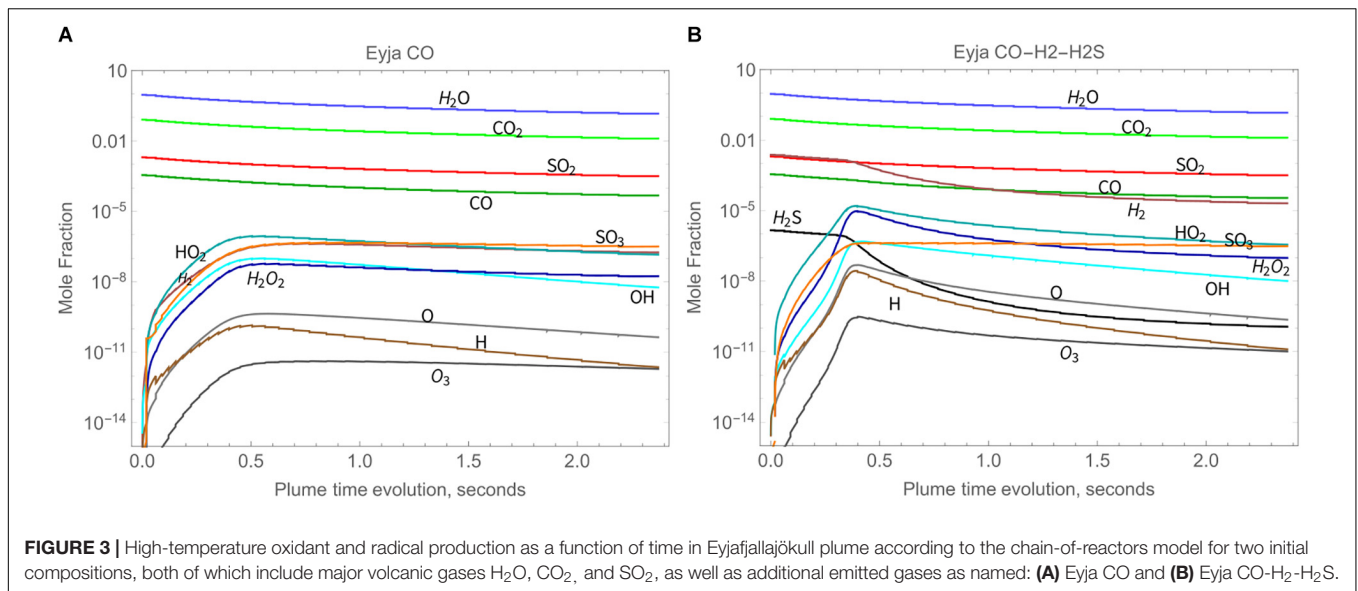 A
Eyja CO
10
0.01
10⁻⁵
10⁻⁸
10⁻¹¹
10⁻¹⁴
Mole Fraction
H₂O
CO₂
SO₂
CO
HO₂
H₂
H₂O₂
SO₃
OH
O
H
O₃
0.0 0.5 1.0 1.5 2.0
Plume time evolution, seconds
B
Eyja CO–H2–H2S
10
0.01
10⁻⁵
10⁻⁸
10⁻¹¹
10⁻¹⁴
Mole Fraction
H₂O
CO₂
SO₂
CO
H₂
H₂S
HO₂
SO₃
H₂O₂
OH
O
H
O₃
0.0 0.5 1.0 1.5 2.0
Plume time evolution, seconds
FIGURE 3 | High-temperature oxidant and radical production as a function of time in Eyjafjallajökull plume according to the chain-of-reactors model for two initial
compositions, both of which include major volcanic gases H₂O, CO₂, and SO₂, as well as additional emitted gases as named: (A) Eyja CO and (B) Eyja CO-H₂-H₂S.